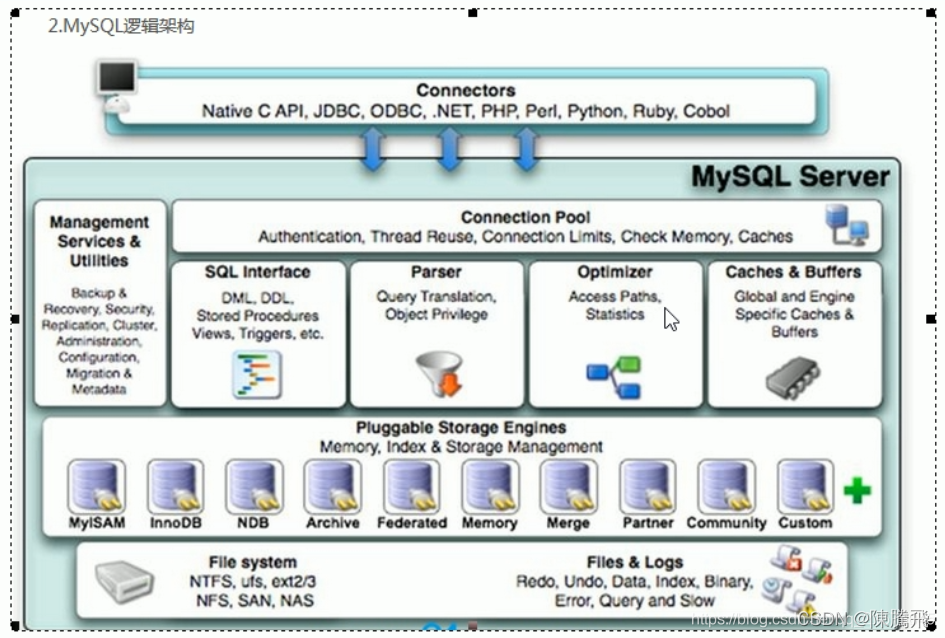 2.MySQL逻辑架构
Connectors
Native C API, JDBC, ODBC, .NET, PHP, Perl, Python, Ruby, Cobol
MySQL Server
Management
Services &
Utilities
Backup &
Recovery, Security,
Replication, Cluster,
Administration,
Configuration,
Migration &
Metadata
Connection Pool
Authentication, Thread Reuse, Connection Limits, Check Memory, Caches
SQL Interface
DML, DDL,
Stored Procedures
Views, Triggers, etc.
Parser
Query Translation,
Object Privilege
Optimizer
Access Paths,
Statistics
Caches & Buffers
Global and Engine
Specific Caches &
Buffers
Pluggable Storage Engines
Memory, Index & Storage Management
MyISAM
InnoDB
NDB
Archive
Federated
Memory
Merge
Partner
Community
Custom
File system
NTFS, ufs, ext2/3
NFS, SAN, NAS
Files & Logs
Redo, Undo, Data, Index, Binary,
Error, Query and Slow
CSDN @陳騰飛